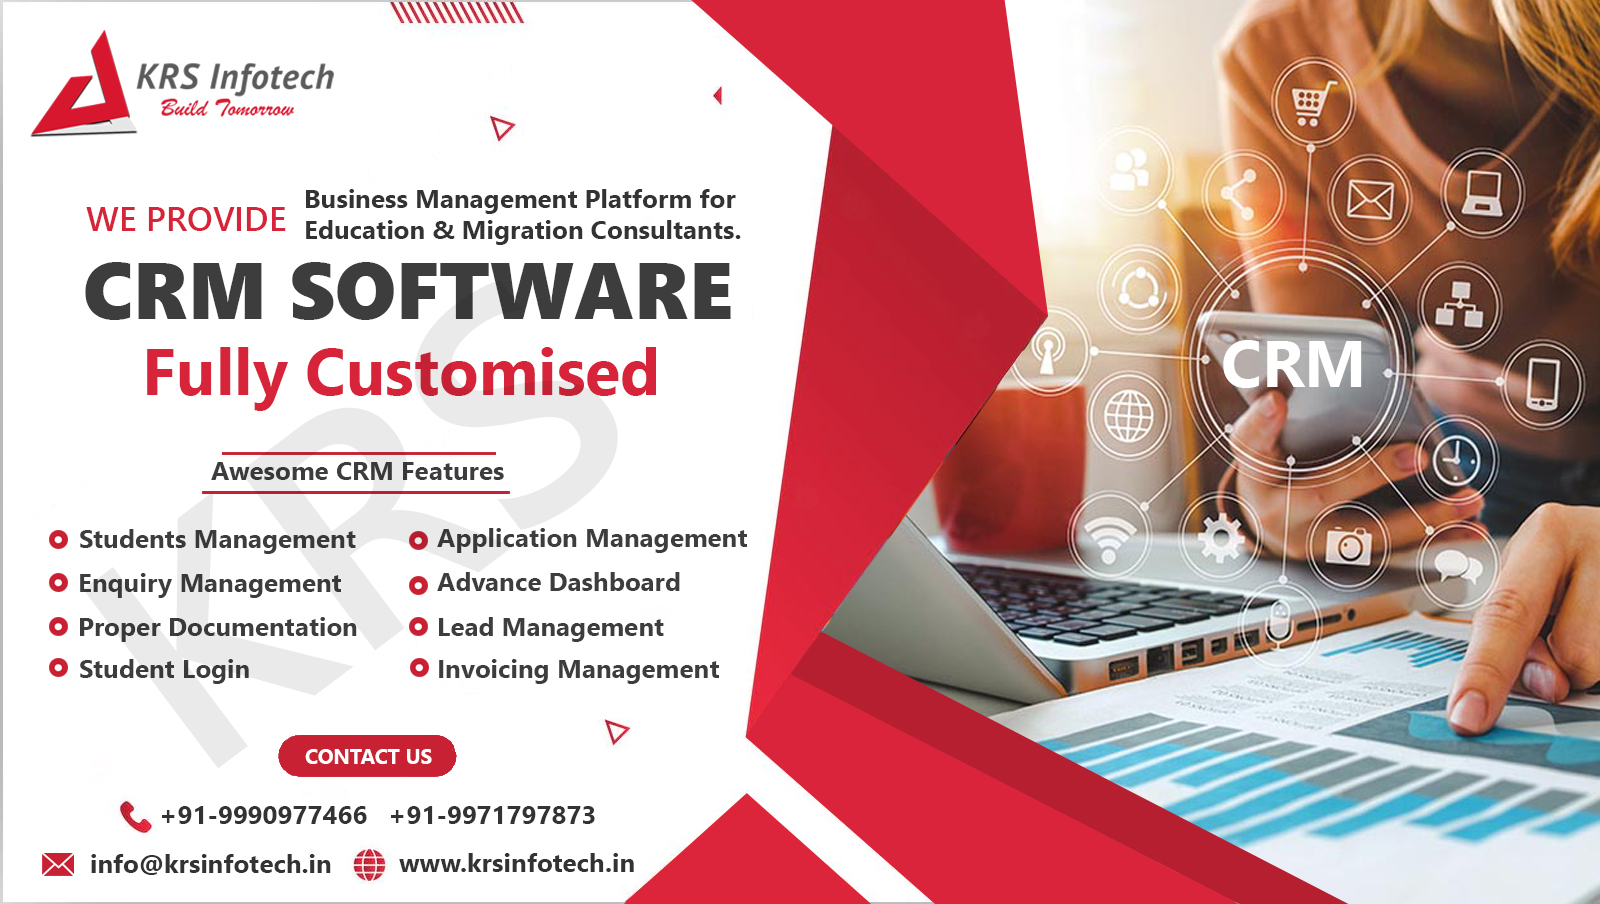 KRS Infotech
Build Tomorrow
WE PROVIDE
Business Management Platform for
Education & Migration Consultants.
CRM SOFTWARE
Fully Customised
Awesome CRM Features
Students Management
Enquiry Management
Proper Documentation
Student Login
Application Management
Advance Dashboard
Lead Management
Invoicing Management
CONTACT US
+91-9990977466 +91-9971797873
info@krsinfotech.in www.krsinfotech.in
KRS
CRM